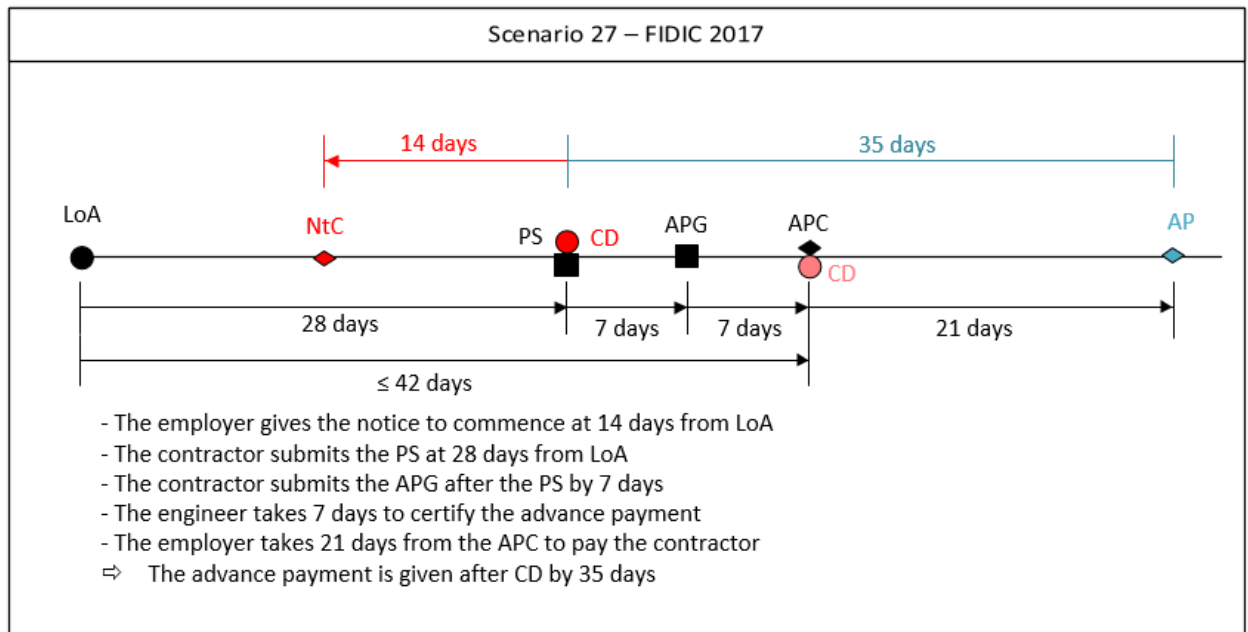 Scenario 27 – FIDIC 2017
14 days
35 days
LoA
NtC
PS
CD
APG
APC
CD
AP
28 days
7 days
7 days
21 days
≤ 42 days
- The employer gives the notice to commence at 14 days from LoA
- The contractor submits the PS at 28 days from LoA
- The contractor submits the APG after the PS by 7 days
- The engineer takes 7 days to certify the advance payment
- The employer takes 21 days from the APC to pay the contractor
⇨ The advance payment is given after CD by 35 days